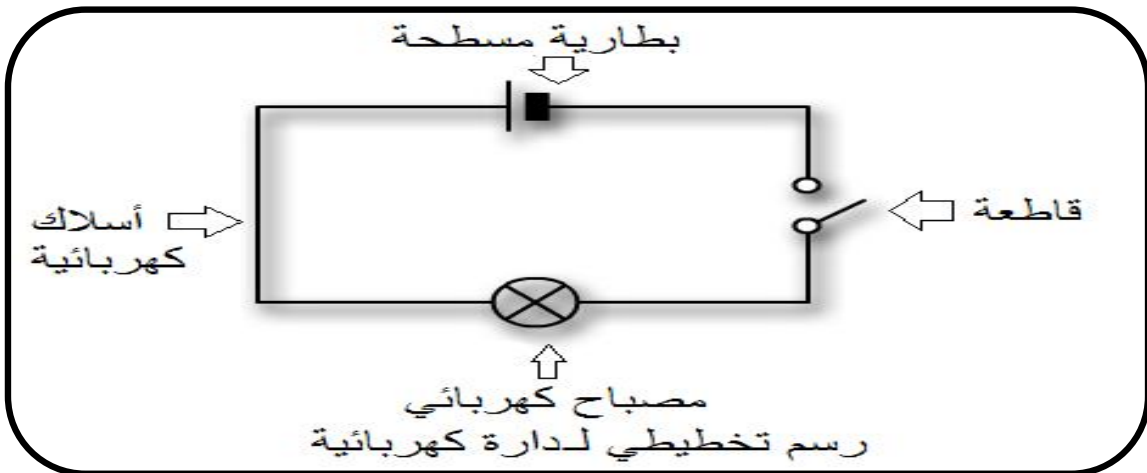 بطارية مسطحة
قاطعة
أسلاك
كهربائية
مصباح كهربائي
رسم تخطيطي لـدارة كهربائية